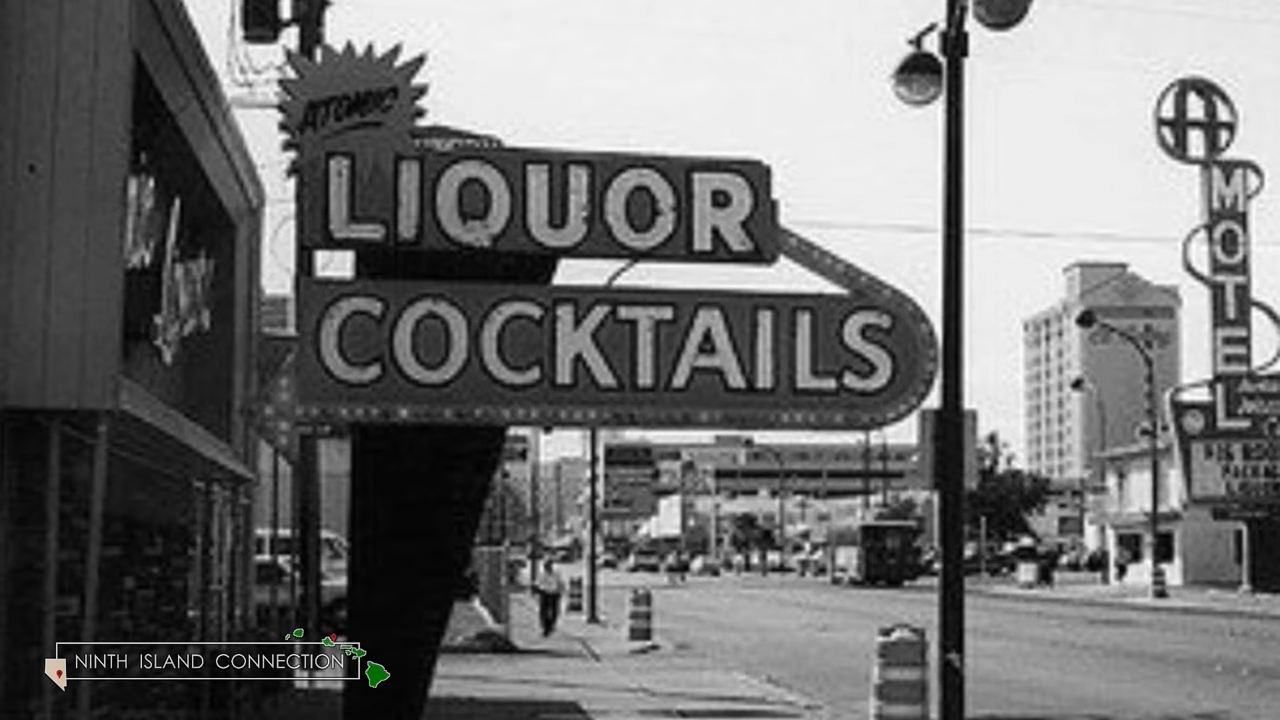 ATOMIC
LIQUOR
COCKTAILS
A
MOTEL
NINTH ISLAND CONNECTION